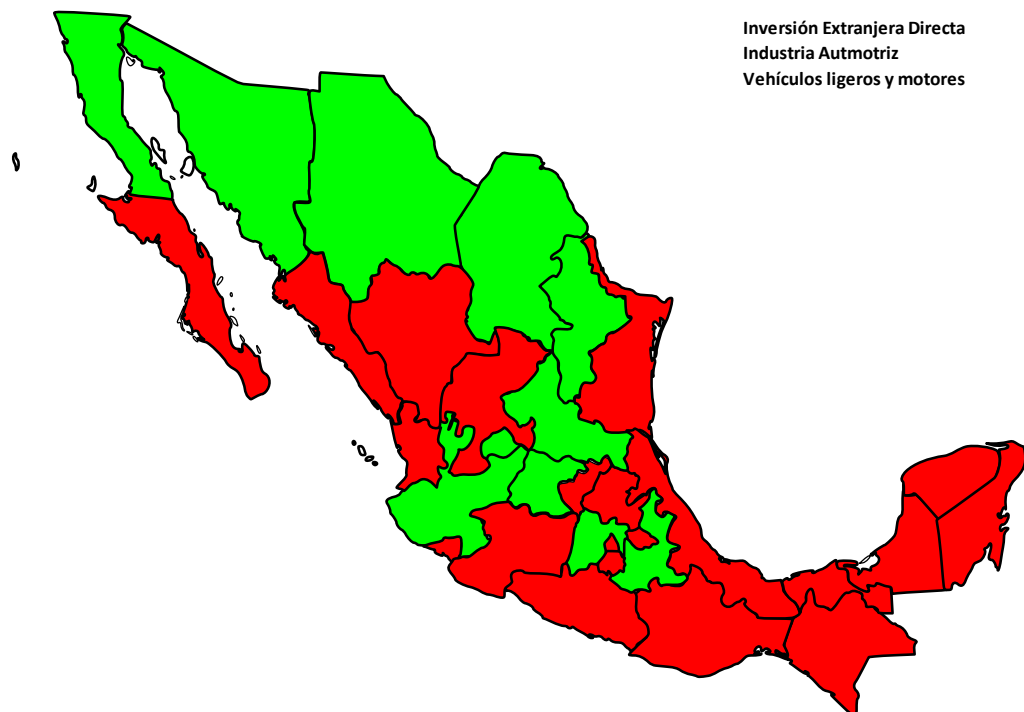 Inversión Extranjera Directa
Industria Autmotriz
Vehículos ligeros y motores